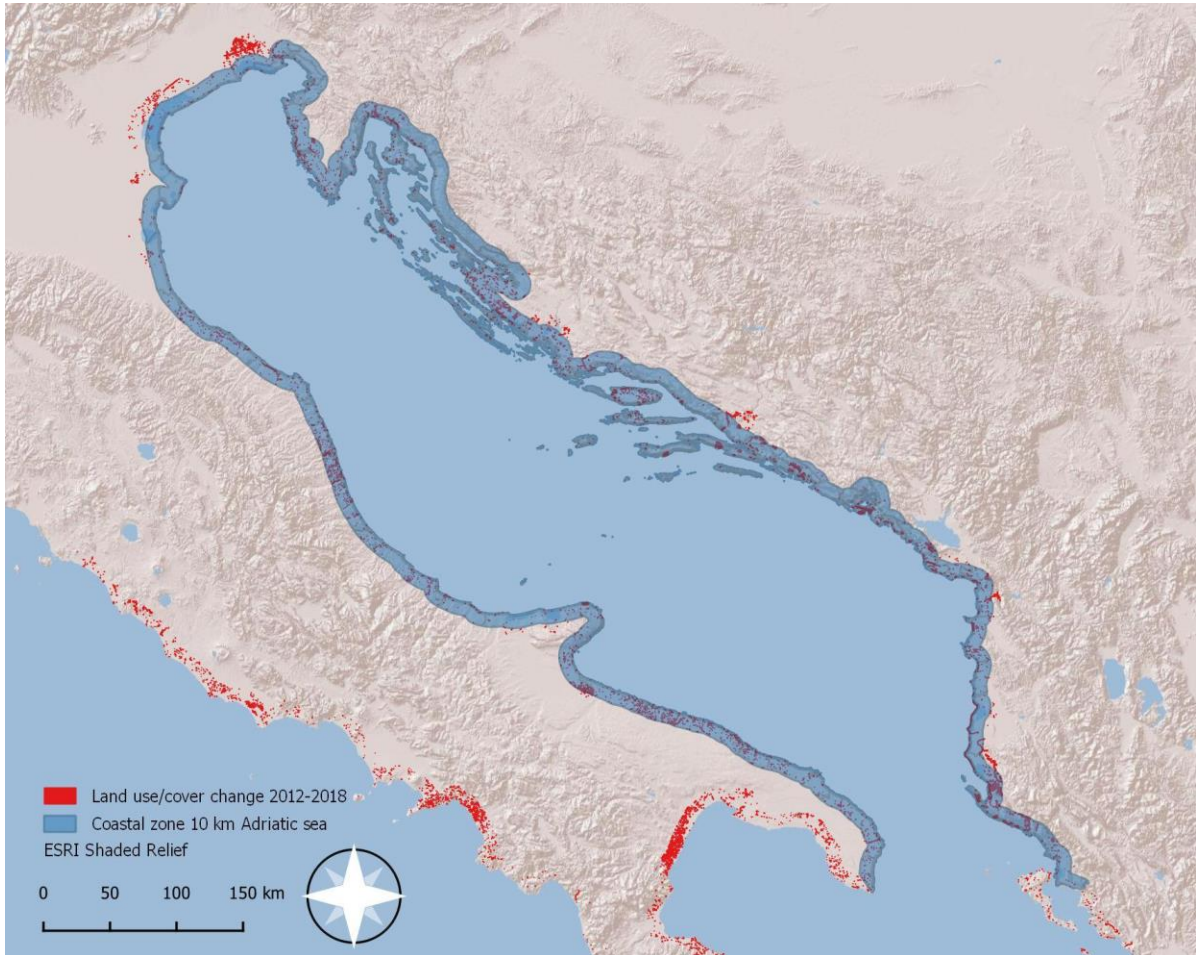 Land use/cover change 2012-2018
Coastal zone 10 km Adriatic sea
ESRI Shaded Relief
0 50 100 150 km